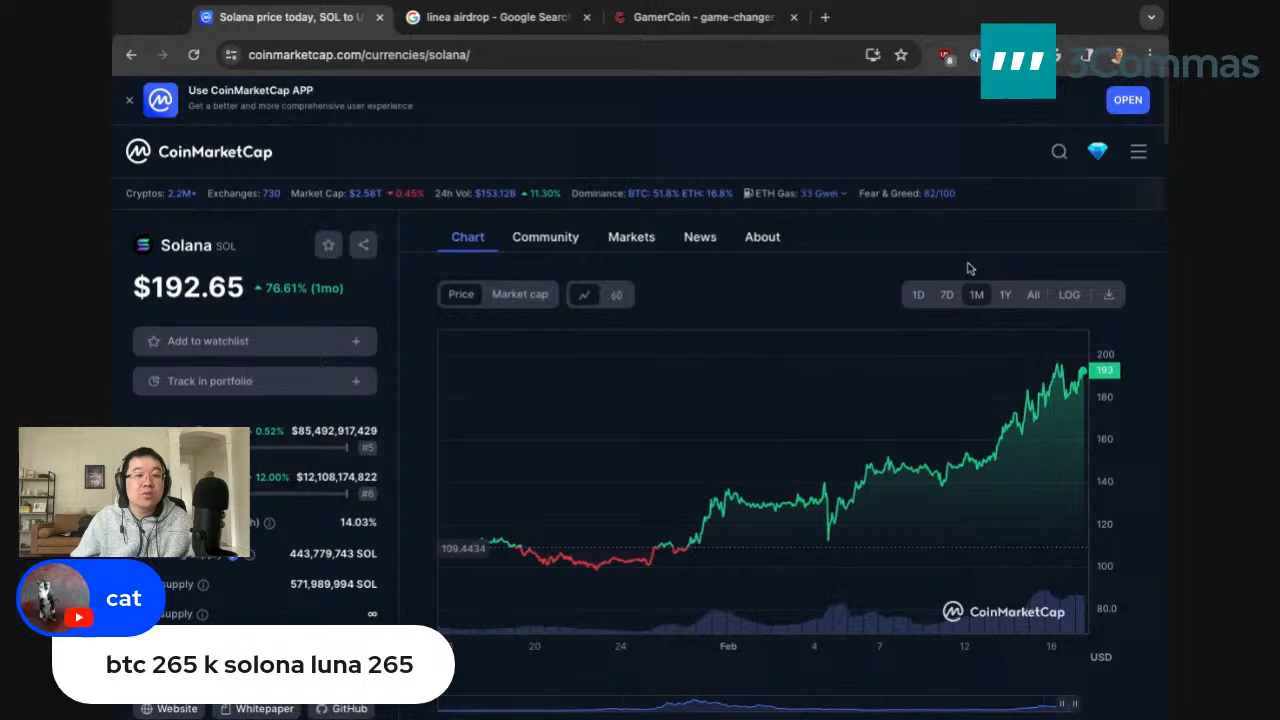 Solana price today, SOL to U
linea airdrop - Google Search
GamerCoin - game-changer
coinmarketcap.com/currencies/solana/
8
3Commas
Use CoinMarketCap APP
Get a better and more comprehensive user experience
OPEN
CoinMarketCap
Cryptos: 2.2M+ Exchanges: 730 Market Cap: $2.58T 0.45% 24h Vol: $153.12B 11.30% Dominance: BTC: 51.8% ETH: 16.8% ETH Gas: 33 Gwei Fear & Greed: 82/100
Solana SOL
$192.65 76.61% (1mo)
Add to watchlist +
Track in portfolio +
0.52% $85,492,917,429
#5
12.00% $12,108,174,822
#6
14.03%
443,779,743 SOL
supply 571,989,994 SOL
supply ∞
Website Whitepaper GitHub
Chart Community Markets News About
Price Market cap
1D 7D 1M 1Y All LOG
200
193
180
160
140
120
100
80.0
109.4434
CoinMarketCap
20 24 Feb 4 7 12 16
USD
cat
btc 265 k solona luna 265